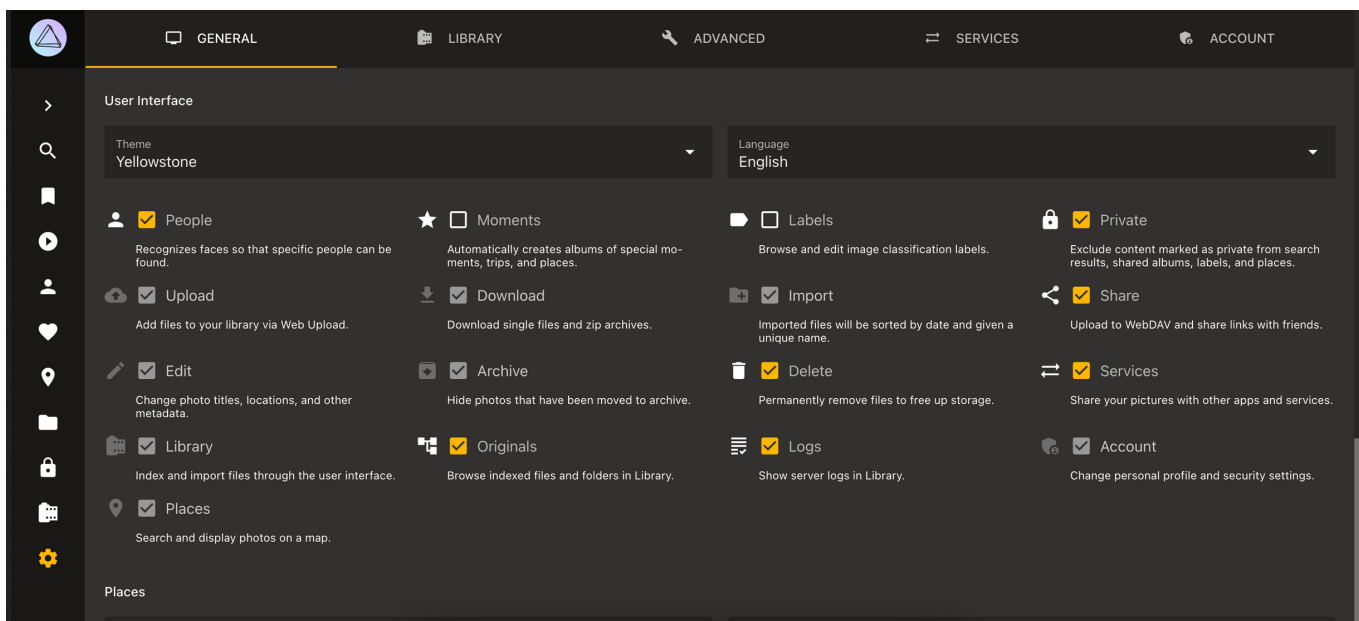 GENERAL
LIBRARY
ADVANCED
SERVICES
ACCOUNT
User Interface
Theme
Yellowstone
Language
English
People
Recognizes faces so that specific people can be
found.
Moments
Automatically creates albums of special mo-
ments, trips, and places.
Labels
Browse and edit image classification labels.
Private
Exclude content marked as private from search
results, shared albums, labels, and places.
Upload
Add files to your library via Web Upload.
Download
Download single files and zip archives.
Import
Imported files will be sorted by date and given a
unique name.
Share
Upload to WebDAV and share links with friends.
Edit
Change photo titles, locations, and other
metadata.
Archive
Hide photos that have been moved to archive.
Delete
Permanently remove files to free up storage.
Services
Share your pictures with other apps and services.
Library
Index and import files through the user interface.
Originals
Browse indexed files and folders in Library.
Logs
Show server logs in Library.
Account
Change personal profile and security settings.
Places
Search and display photos on a map.
Places